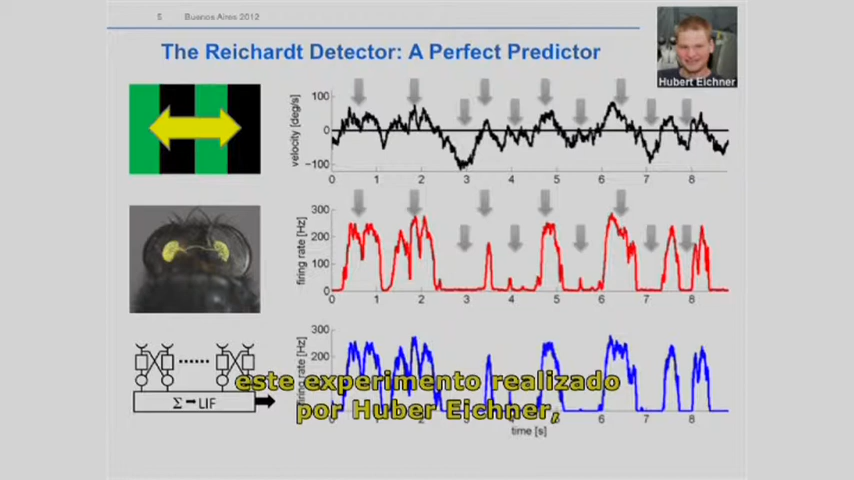 5 Buenos Aires 2012
The Reichardt Detector: A Perfect Predictor
Hubert Eichner
velocity [deg/s]
100
0
−100
0 1 2 3 4 5 6 7 8
firing rate [Hz]
300
200
100
0
0 1 2 3 4 5 6 7 8
firing rate [Hz]
300
200
Σ LIF
este experimento realizado
por Huber Eichner,
time [s]